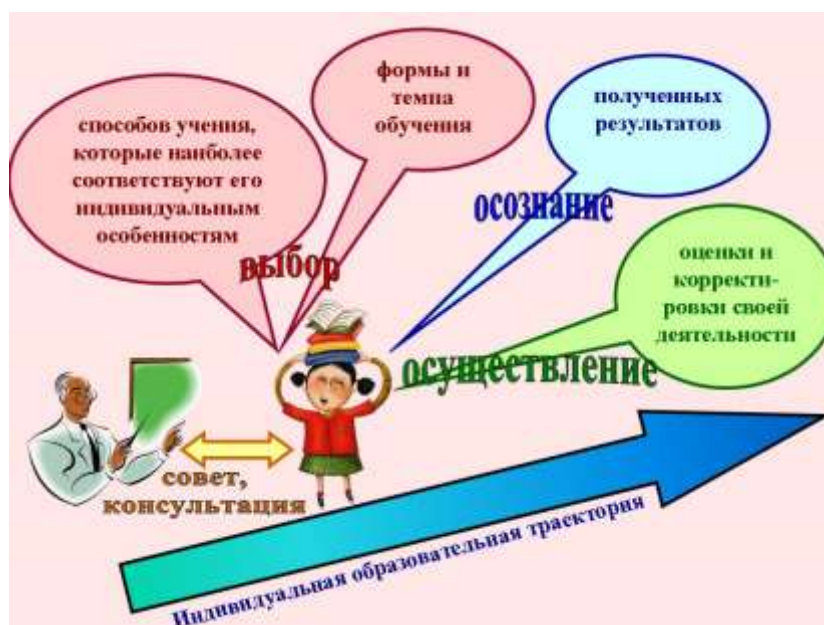 способов учения,
которые наиболее
соответствуют его
индивидуальным
особенностям
формы и
темпа
обучения
выбор
полученных
результатов
осознание
оценки и
корректи-
ровки своей
деятельности
осуществление
совет,
консультация
Индивидуальная образовательная траектория